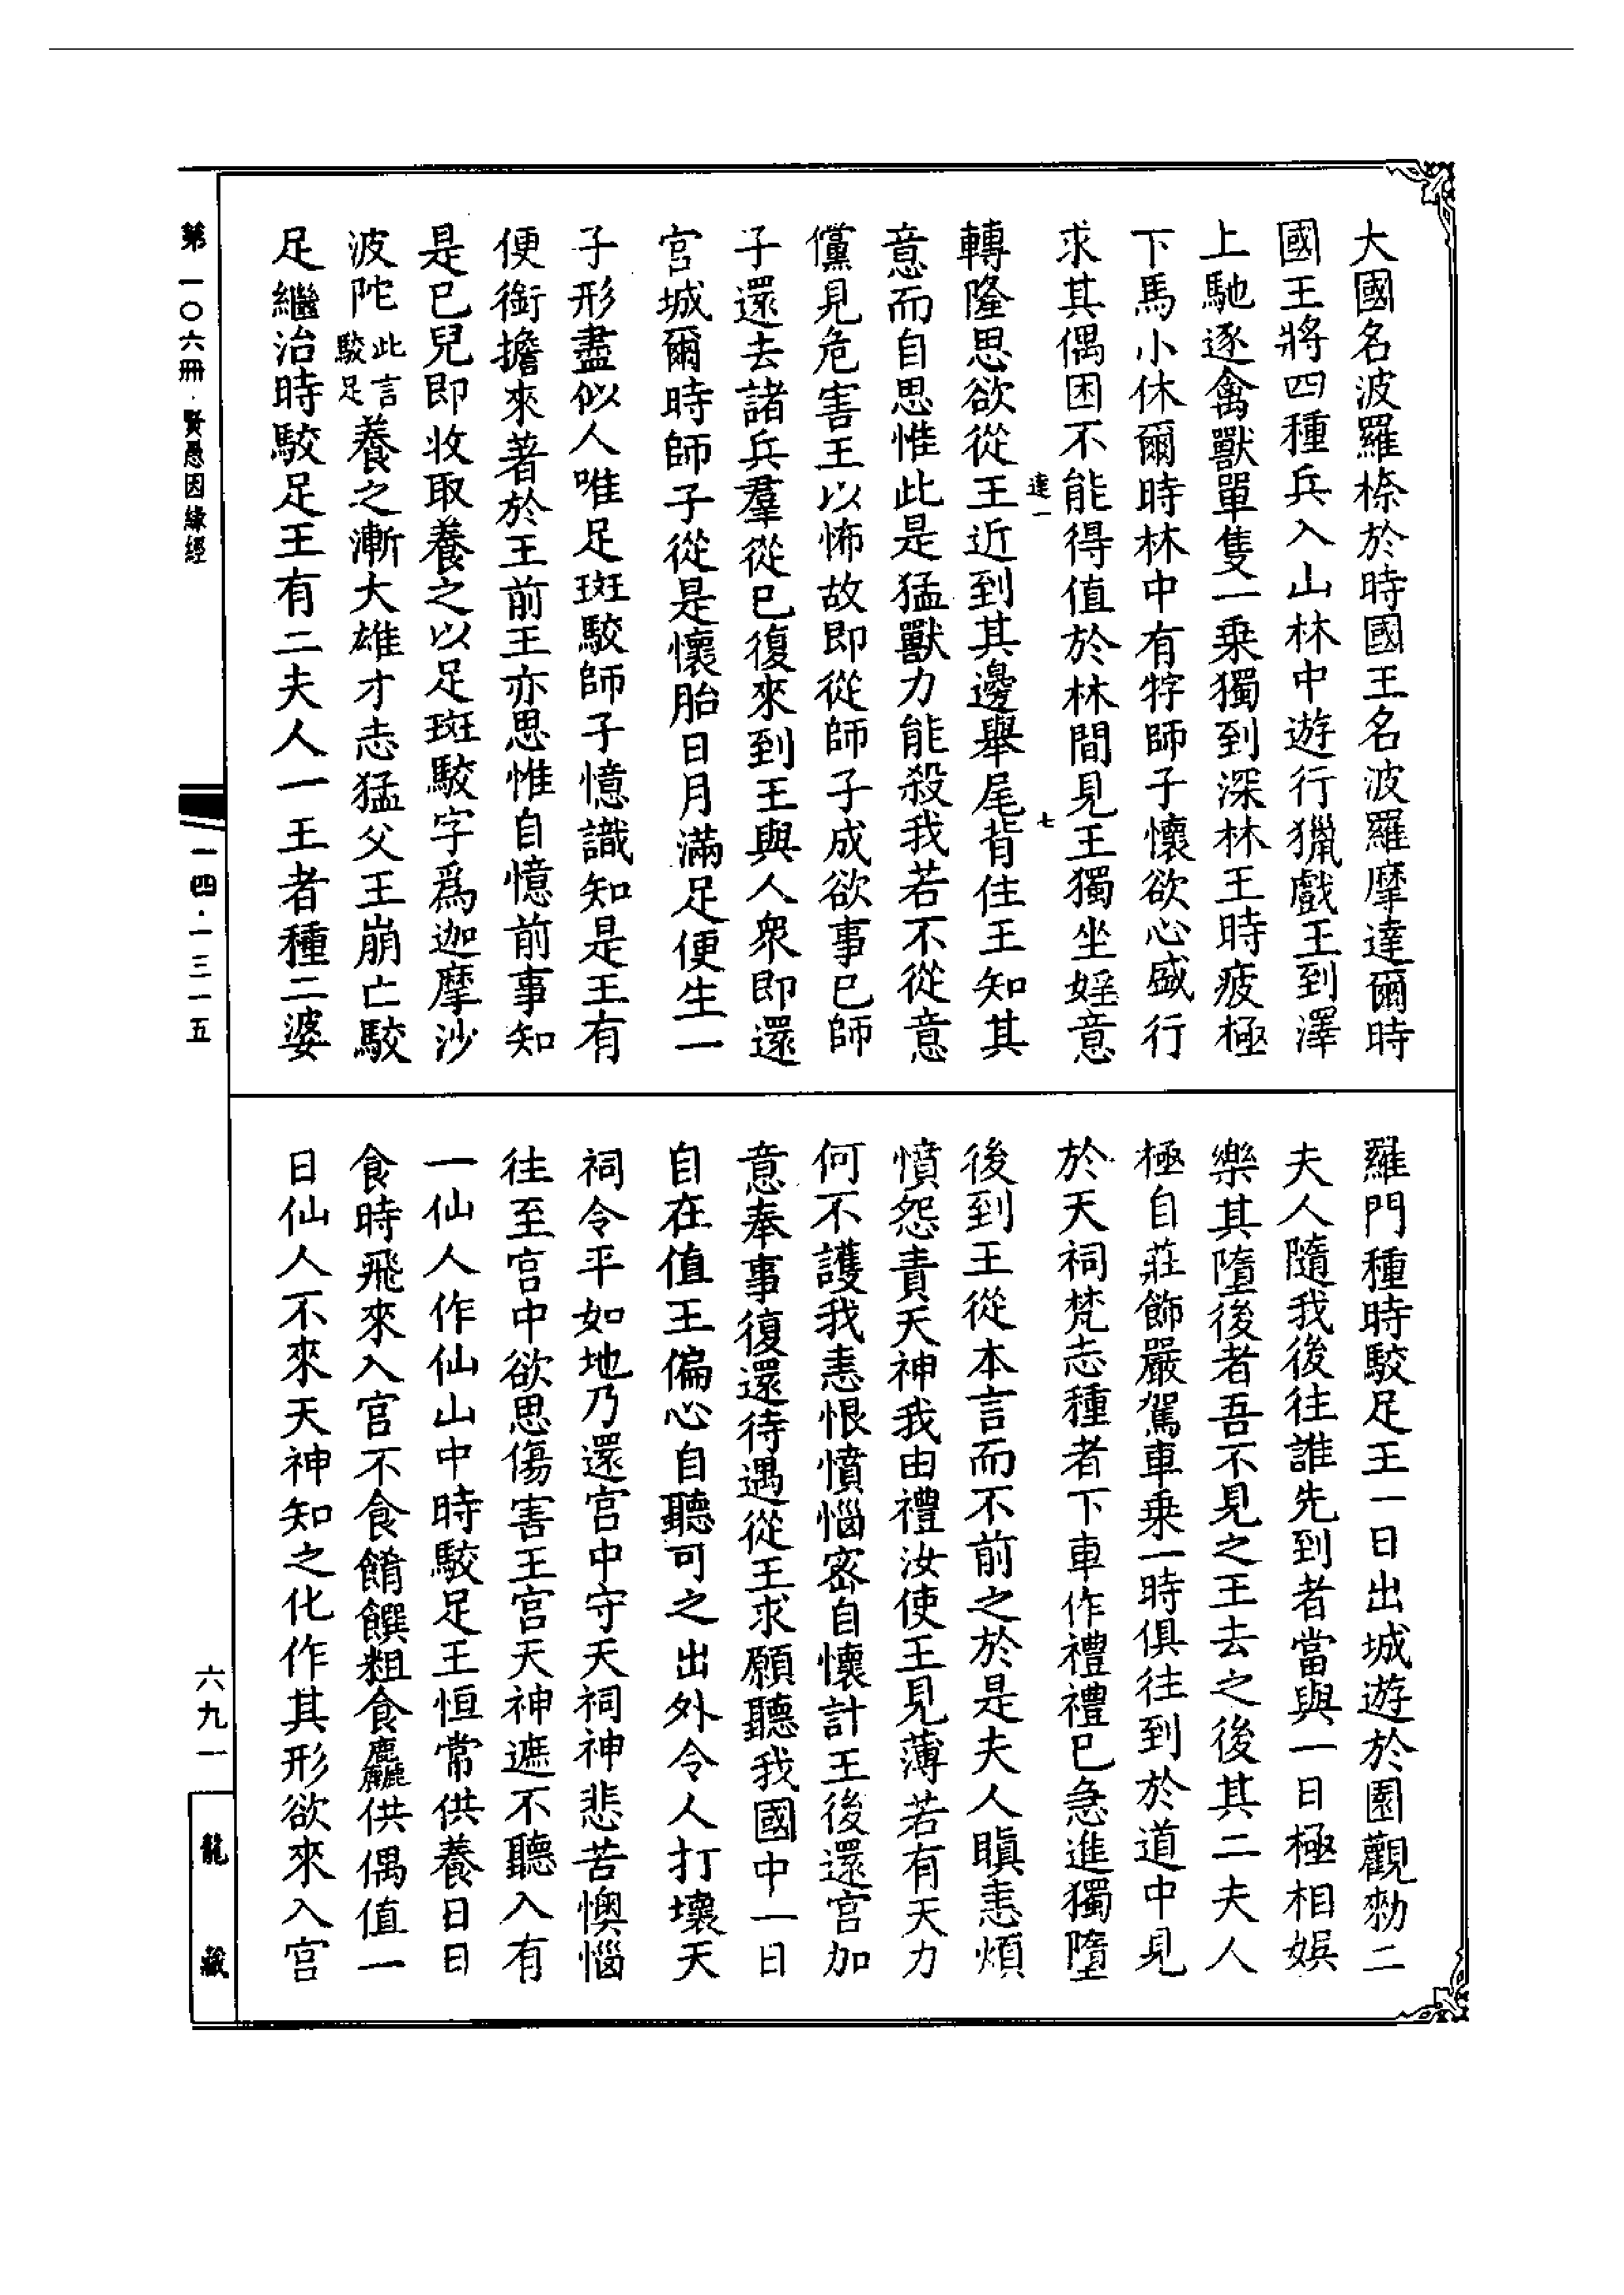 大國名波羅㮈於時國王名波羅摩達爾時
國王將四種兵入山林中遊行獵戲王到澤
上馳逐禽獸單隻一乘獨到深林王時疲極
下馬小休爾時林中有牸師子懷欲心盛行
求其偶困不能得值於林間見王獨坐婬意
達一
七
轉隆思欲從王近到其邊舉尾背住王知其
意而自思惟此是猛獸力能殺我若不從意
儻見危害王以怖故即從師子成欲事已師
子還去諸兵羣從已復來到王與人衆即還
宮城爾時師子從是懷胎日月滿足便生一
子形盡似人唯足斑駮師子憶識知是王有
便銜擔來著於王前王亦思惟自憶前事知
是已兒即收取養之以足斑駮字爲迦摩沙
波陀此言駮足養之漸大雄才志猛父王崩亡駮
足繼治時駮足王有二夫人一王者種二婆
羅門種時駮足王一日出城遊於園觀勑二
夫人隨我後往誰先到者當與一日極相娛
樂其墮後者吾不見之王去之後其二夫人
極自莊飾嚴駕車乘一時俱往到於道中見
於天祠梵志種者下車作禮禮已急進獨墮
後到王從本言而不前之於是夫人瞋恚煩
憒怨責天神我由禮汝使王見薄若有天力
何不護我恚恨憒惱密自懷計王後還宮加
意奉事復還待遇從王求願聽我國中一日
自在值王偏心自聽可之出外令人打壞天
祠令平如地乃還宮中守天祠神悲苦懊惱
往至宮中欲思傷害王宮天神遮不聽入有
一仙人作仙山中時駮足王恒常供養日日
食時飛來入宮不食餚饌粗食麤供偶值一
日仙人不來天神知之化作其形欲來入宮
第一〇六冊·賢愚因緣經
一四·一三一五
六九一
龍藏